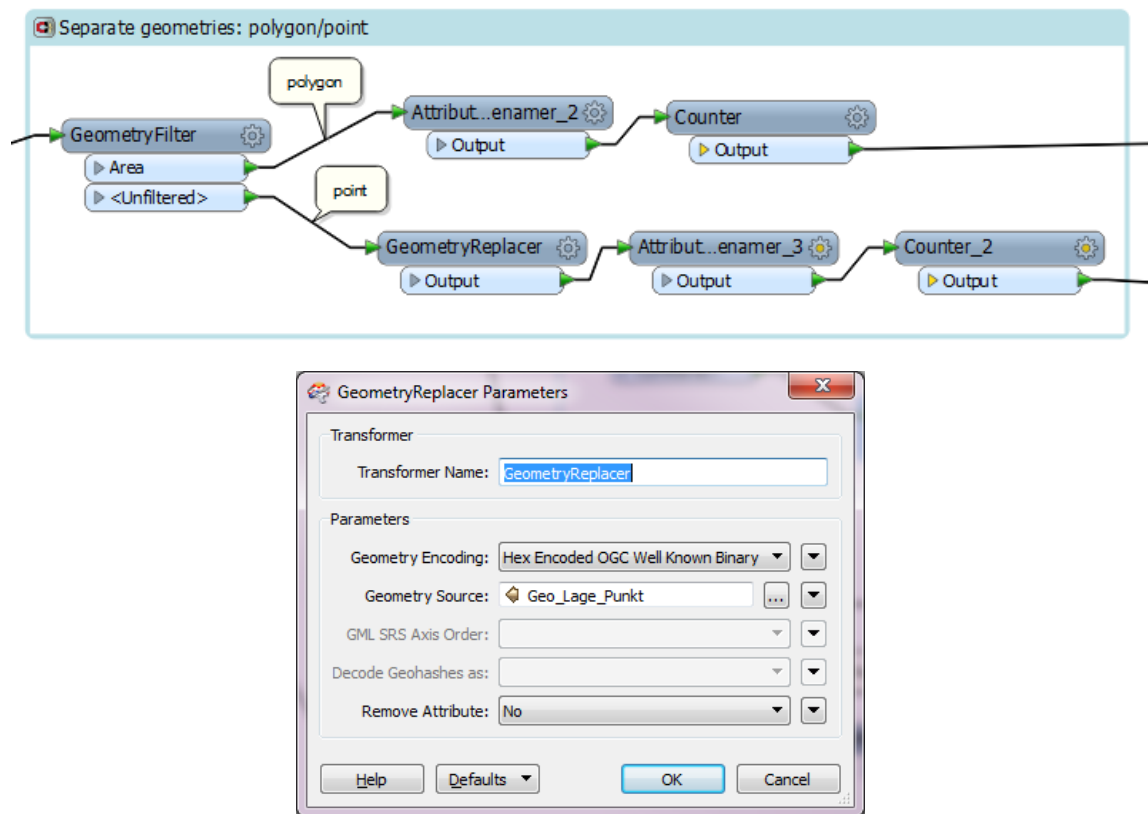 Separate geometries: polygon/point
polygon
Attribut...enamer_2
Counter
Output
Output
GeometryFilter
Area
<Unfiltered>
point
GeometryReplacer
Attribut...enamer_3
Counter_2
Output
Output
Output
GeometryReplacer Parameters
Transformer
Transformer Name: GeometryReplacer
Parameters
Geometry Encoding: Hex Encoded OGC Well Known Binary
Geometry Source: Geo_Lage_Punkt ...
GML SRS Axis Order:
Decode Geohashes as:
Remove Attribute: No
Help Defaults OK Cancel